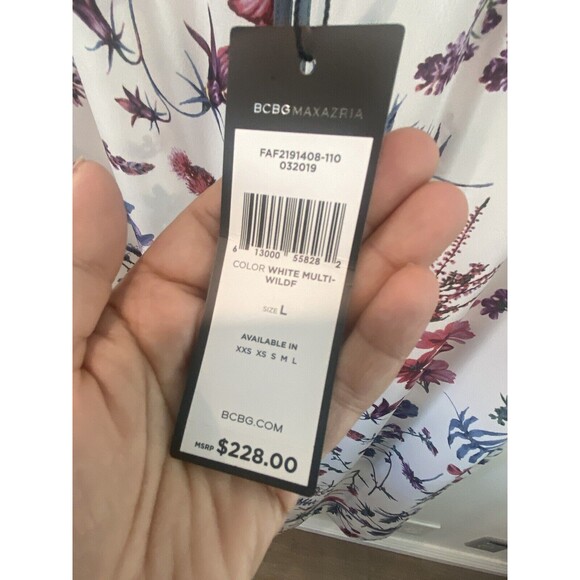 BCBGMAXAZRIA
FAF2191408-110
032019
6 13000 55828 2
COLOR WHITE MULTI-
WILDF
SIZE L
AVAILABLE IN
XXS XS S M L
BCBG.COM
MSRP $228.00